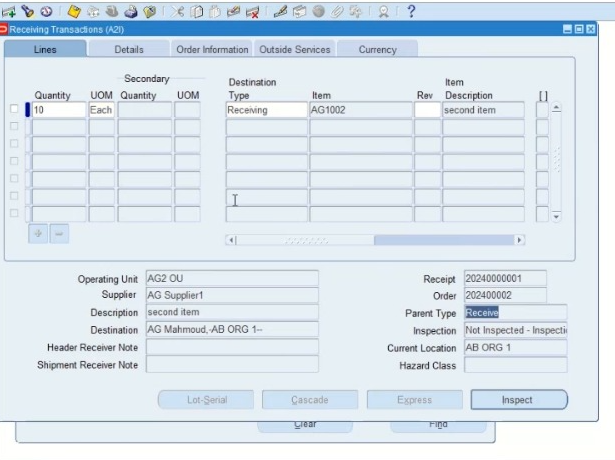 Receiving Transactions (A2I)
Lines Details Order Information Outside Services Currency
Secondary Destination Item
Quantity UOM Quantity UOM Type Item Rev Description [ ]
10 Each Receiving AG1002 second item
Operating Unit AG2 OU
Supplier AG Supplier1
Description second item
Destination AG Mahmoud,-AB ORG 1--
Header Receiver Note
Shipment Receiver Note
Receipt 20240000001
Order 202400002
Parent Type Receive
Inspection Not Inspected - Inspecti
Current Location AB ORG 1
Hazard Class
Lot-Serial Cascade Express Inspect
Clear Find